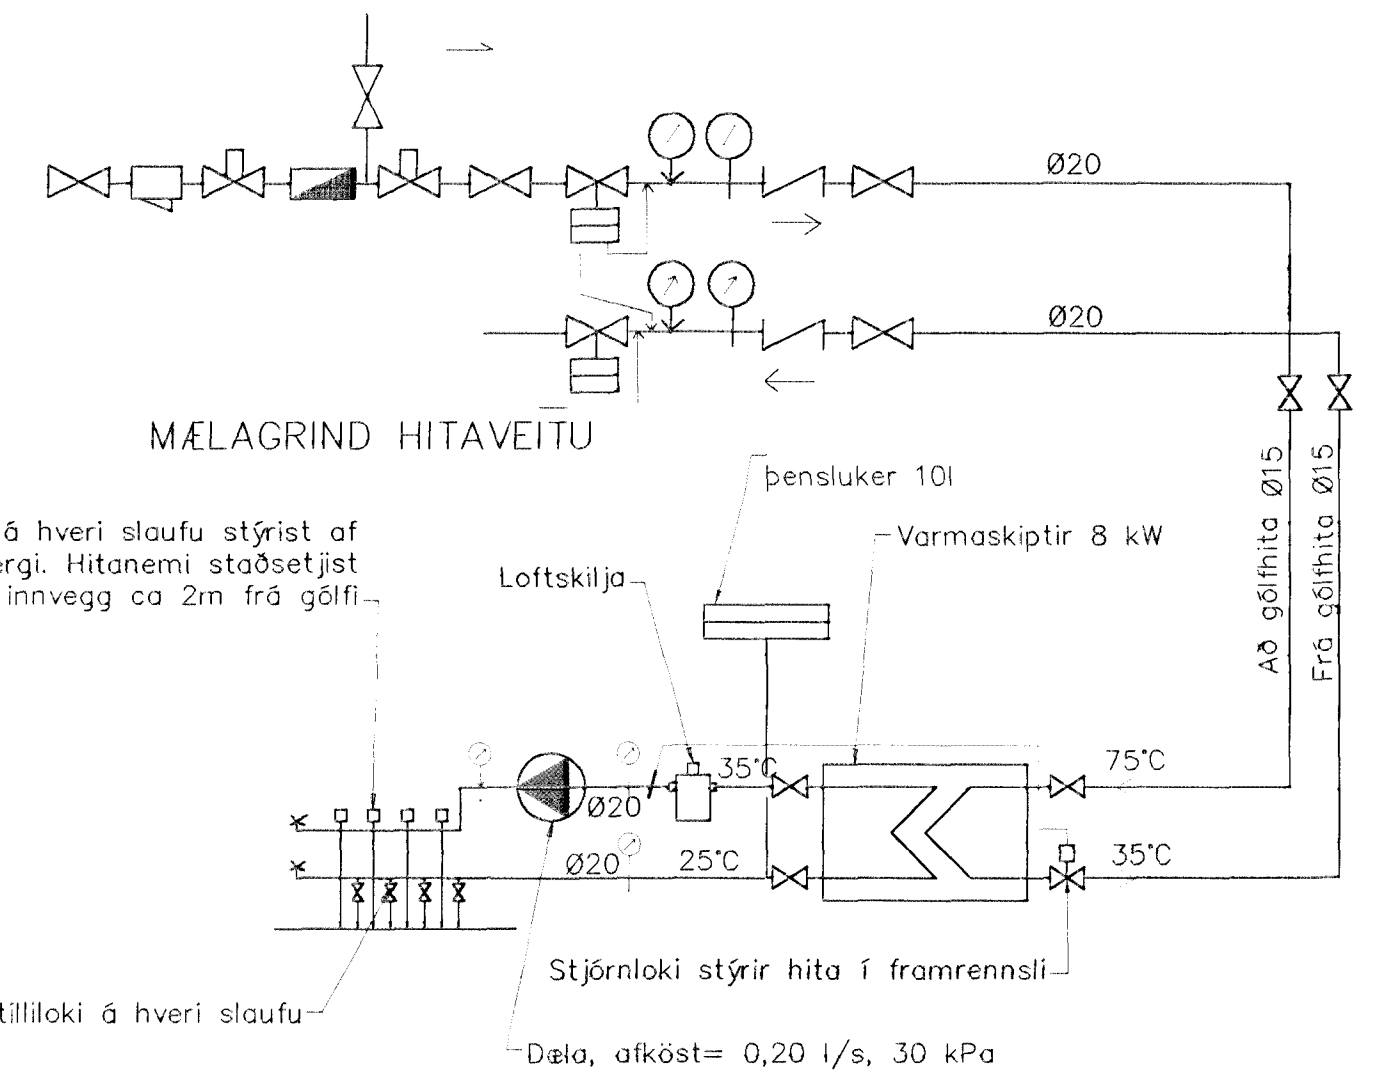 Ø20
Ø20
MÆLAGRIND HITAVEITU
þensluker 10l
á hveri slaufu stýrist af
ergi. Hitanemi staðsetjist
innvegg ca 2m frá gólfi
Varmaskiptir 8 kW
Loftskilja
Að gólfhita Ø15
Frá gólfhita Ø15
35°C
75°C
Ø20
Ø20
25°C
35°C
Stjórnloki stýrir hita í framrennsli
tilliloki á hveri slaufu
Dæla, afköst= 0,20 l/s, 30 kPa